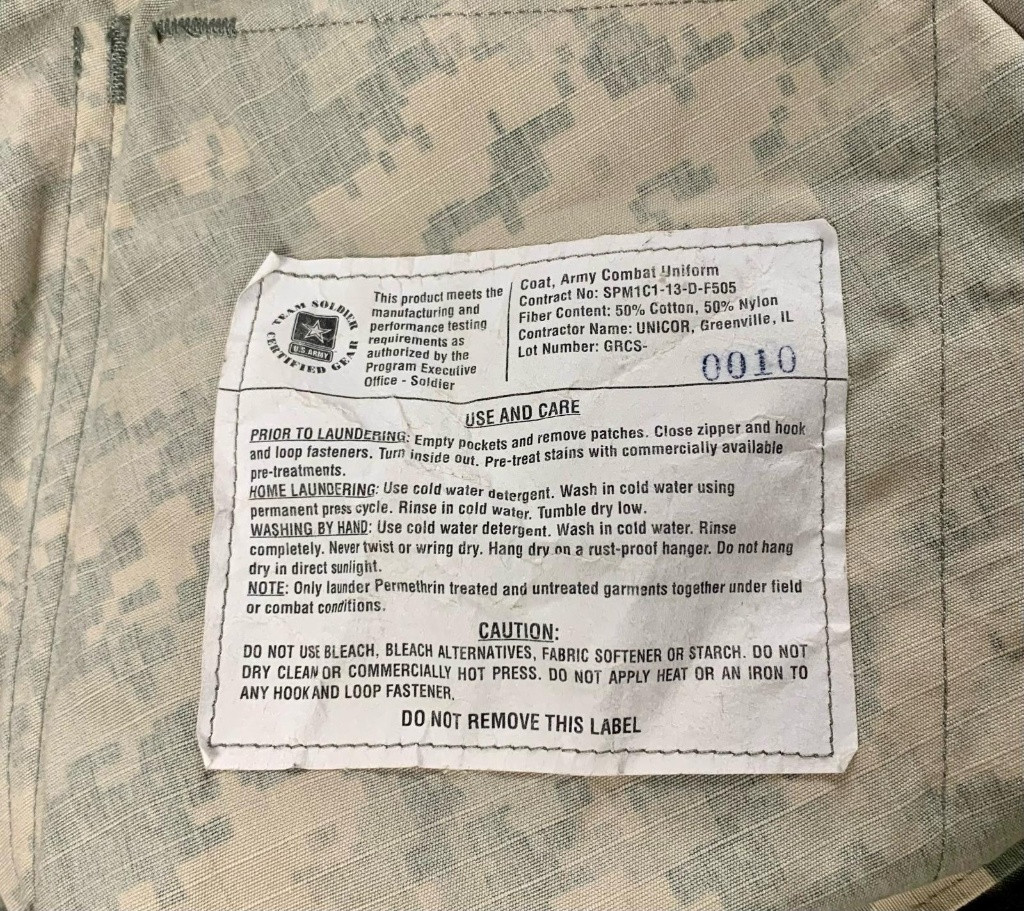 TEAM SOLDIER
CERTIFIED GEAR
U.S ARMY
This product meets the
manufacturing and
performance testing
requirements as
authorized by the
Program Executive
Office - Soldier
Coat, Army Combat Uniform
Contract No: SPM1C1-13-D-F505
Fiber Content: 50% Cotton, 50% Nylon
Contractor Name: UNICOR, Greenville, IL
Lot Number: GRCS-
0010
USE AND CARE
PRIOR TO LAUNDERING: Empty pockets and remove patches. Close zipper and hook
and loop fasteners. Turn inside out. Pre-treat stains with commercially available
pre-treatments.
HOME LAUNDERING: Use cold water detergent. Wash in cold water using
permanent press cycle. Rinse in cold water. Tumble dry low.
WASHING BY HAND: Use cold water detergent. Wash in cold water. Rinse
completely. Never twist or wring dry. Hang dry on a rust-proof hanger. Do not hang
dry in direct sunlight.
NOTE: Only launder Permethrin treated and untreated garments together under field
or combat conditions.
CAUTION:
DO NOT USE BLEACH, BLEACH ALTERNATIVES, FABRIC SOFTENER OR STARCH. DO NOT
DRY CLEAN OR COMMERCIALLY HOT PRESS. DO NOT APPLY HEAT OR AN IRON TO
ANY HOOK AND LOOP FASTENER.
DO NOT REMOVE THIS LABEL